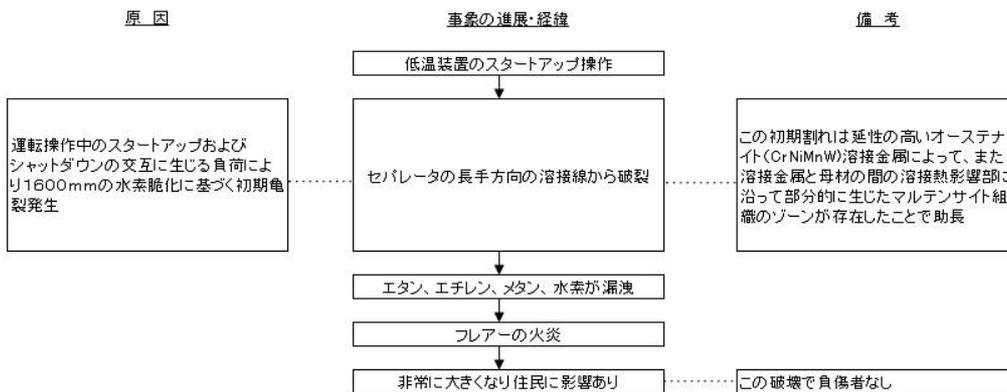 原 因
事象の進展・経緯
備 考
低温装置のスタートアップ操作
運転操作中のスタートアップおよび
シャットダウンの交互に生じる負荷によ
り1600mmの水素脆化に基づく初期亀
裂発生
セパレータの長手方向の溶接線から破裂
この初期割れは延性の高いオーステナ
イト(CrNiMnW)溶接金属によって、また
溶接金属と母材の間の溶接熱影響部に
沿って部分的に生じたマルテンサイト組
織のゾーンが存在したことで助長
エタン、エチレン、メタン、水素が漏洩
フレアーの火炎
非常に大きくなり住民に影響あり
この破壊で負傷者なし